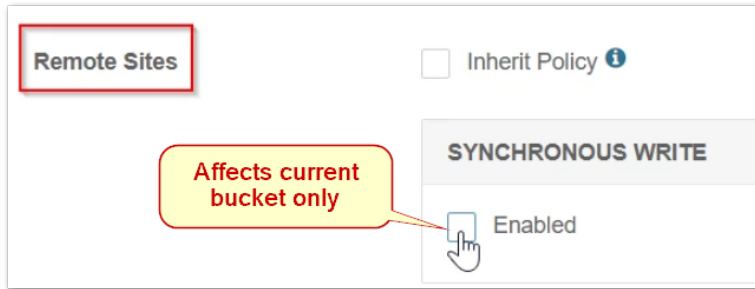 Remote Sites
Inherit Policy i
SYNCHRONOUS WRITE
Affects current
bucket only
Enabled